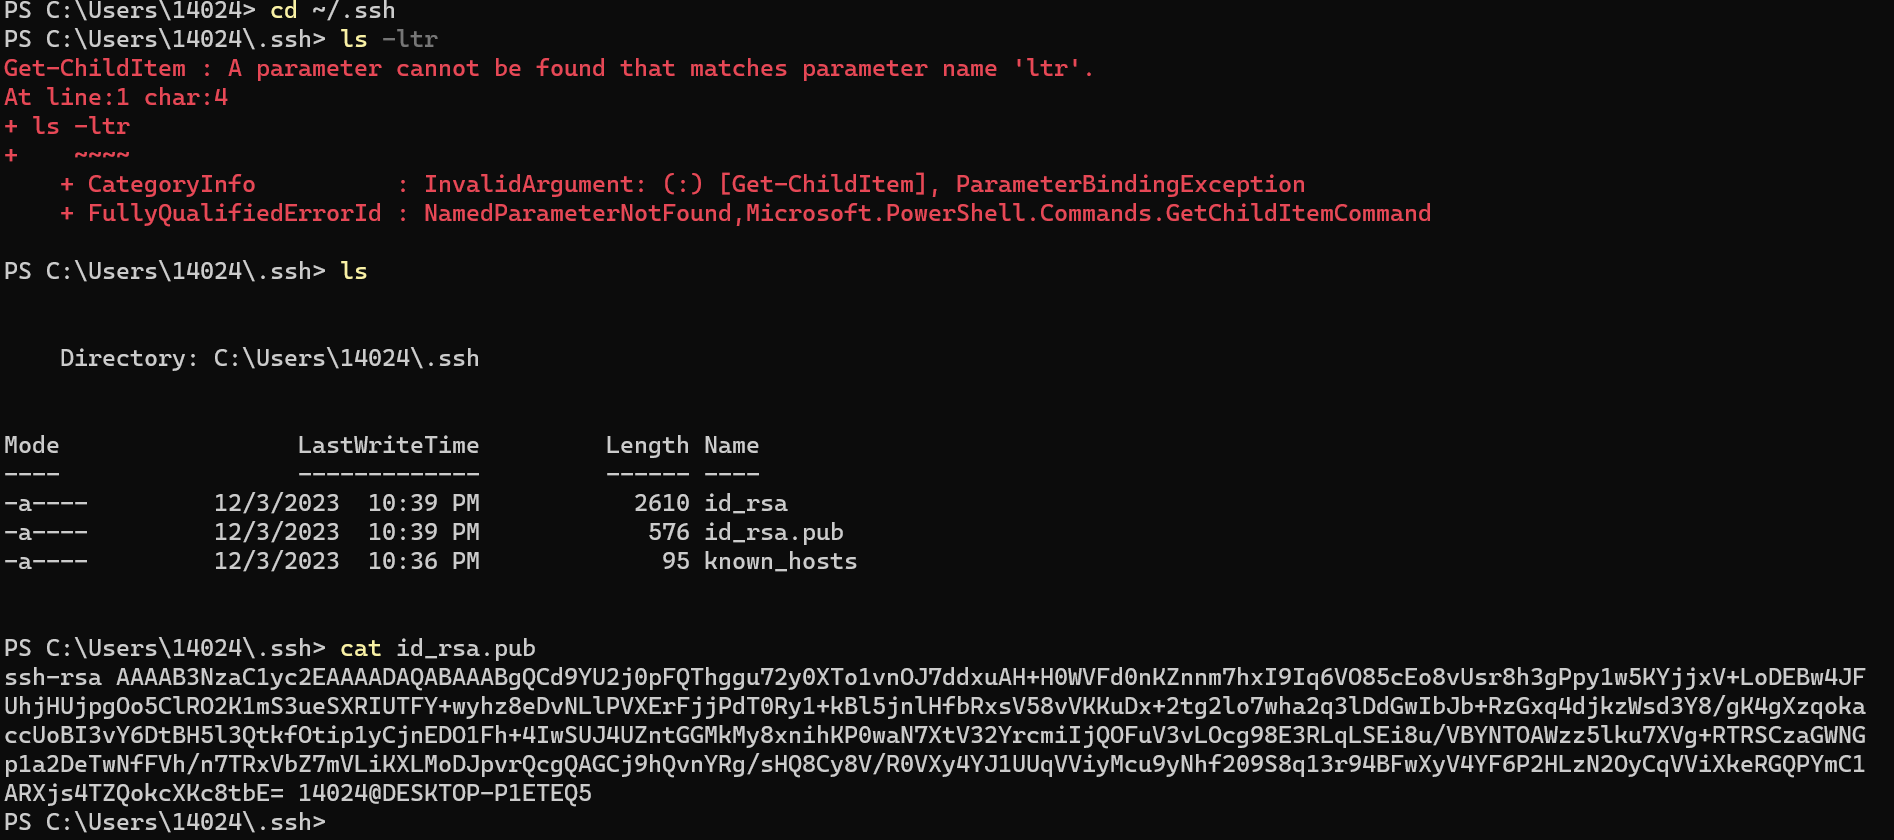 PS C:\Users\14024> cd ~/.ssh
PS C:\Users\14024\.ssh> ls -ltr
Get-ChildItem : A parameter cannot be found that matches parameter name 'ltr'.
At line:1 char:4
+ ls -ltr
+    ~~~~
    + CategoryInfo          : InvalidArgument: (:) [Get-ChildItem], ParameterBindingException
    + FullyQualifiedErrorId : NamedParameterNotFound,Microsoft.PowerShell.Commands.GetChildItemCommand
PS C:\Users\14024\.ssh> ls
    Directory: C:\Users\14024\.ssh
Mode                 LastWriteTime         Length Name
----                 -------------         ------ ----
-a----         12/3/2023  10:39 PM           2610 id_rsa
-a----         12/3/2023  10:39 PM            576 id_rsa.pub
-a----         12/3/2023  10:36 PM             95 known_hosts
PS C:\Users\14024\.ssh> cat id_rsa.pub
ssh-rsa AAAAB3NzaC1yc2EAAAADAQABAAABgQCd9YU2j0pFQThggu72y0XTo1vnOJ7ddxuAH+H0WVFd0nKZnnm7hxI9Iq6VO85cEo8vUsr8h3gPpy1w5KYjjxV+LoDEBw4JF
UhjHUjpgOo5ClRO2K1mS3ueSXRIUTFY+wyhz8eDvNLlPVXErFjjPdT0Ry1+kBl5jnlHfbRxsV58vVKKuDx+2tg2lo7wha2q3lDdGwIbJb+RzGxq4djkzWsd3Y8/gK4gXzqoka
ccUoBI3vY6DtBH5l3QtkfOtip1yCjnEDO1Fh+4IwSUJ4UZntGGMkMy8xnihKP0waN7XtV32YrcmiIjQOFuV3vLOcg98E3RLqLSEi8u/VBYNTOAWzz5lku7XVg+RTRSCzaGWNG
p1a2DeTwNfFVh/n7TRxVbZ7mVLiKXLMoDJpvrQcgQAGCj9hQvnYRg/sHQ8Cy8V/R0VXy4YJ1UUqVViyMcu9yNhf209S8q13r94BFwXyV4YF6P2HLzN2OyCqVViXkeRGQPYmC1
ARXjs4TZQokcXKc8tbE= 14024@DESKTOP-P1ETEQ5
PS C:\Users\14024\.ssh>